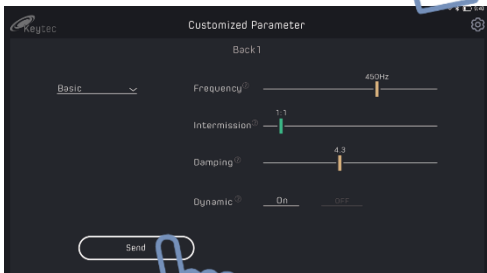 Keytec
Customized Parameter
Back1
Basic
Frequency
450Hz
Intermission
1:1
Damping
4.3
Dynamic
On
OFF
Send